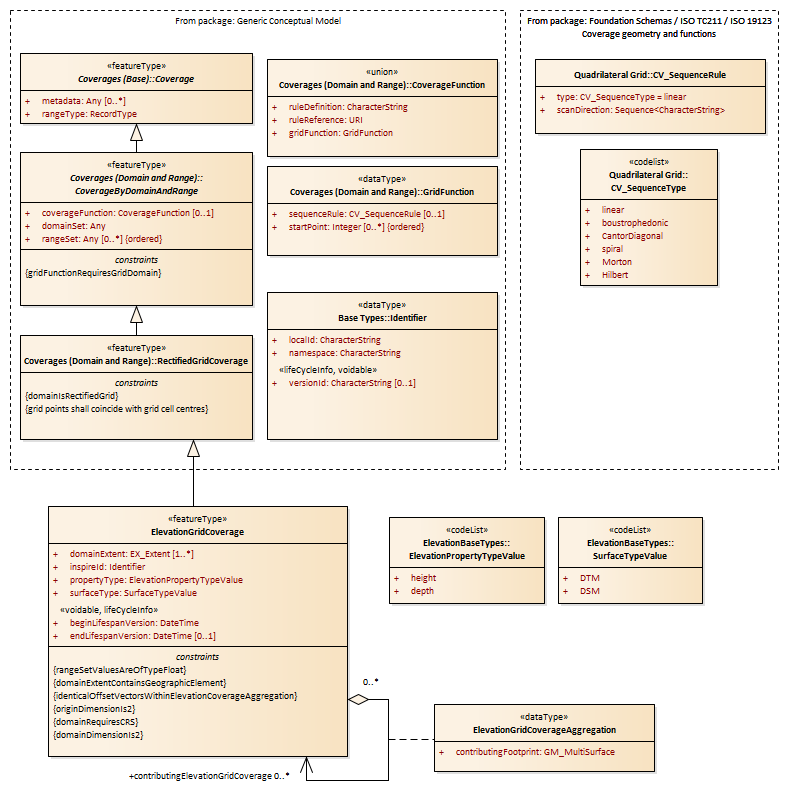 From package: Generic Conceptual Model
«featureType»
Coverages (Base)::Coverage
+ metadata: Any [0..*]
+ rangeType: RecordType
«featureType»
Coverages (Domain and Range)::
CoverageByDomainAndRange
+ coverageFunction: CoverageFunction [0..1]
+ domainSet: Any
+ rangeSet: Any [0..*] {ordered}
constraints
{gridFunctionRequiresGridDomain}
«featureType»
Coverages (Domain and Range)::RectifiedGridCoverage
constraints
{domainIsRectifiedGrid}
{grid points shall coincide with grid cell centres}
«union»
Coverages (Domain and Range)::CoverageFunction
+ ruleDefinition: CharacterString
+ ruleReference: URI
+ gridFunction: GridFunction
«dataType»
Coverages (Domain and Range)::GridFunction
+ sequenceRule: CV_SequenceRule [0..1]
+ startPoint: Integer [0..*] {ordered}
«dataType»
Base Types::Identifier
+ localId: CharacterString
+ namespace: CharacterString
«lifeCycleInfo, voidable»
+ versionId: CharacterString [0..1]
From package: Foundation Schemas / ISO TC211 / ISO 19123
Coverage geometry and functions
Quadrilateral Grid::CV_SequenceRule
+ type: CV_SequenceType = linear
+ scanDirection: Sequence<CharacterString>
«codelist»
Quadrilateral Grid::
CV_SequenceType
+ linear
+ boustrophedonic
+ CantorDiagonal
+ spiral
+ Morton
+ Hilbert
«featureType»
ElevationGridCoverage
+ domainExtent: EX_Extent [1..*]
+ inspireId: Identifier
+ propertyType: ElevationPropertyTypeValue
+ surfaceType: SurfaceTypeValue
«voidable, lifeCycleInfo»
+ beginLifespanVersion: DateTime
+ endLifespanVersion: DateTime [0..1]
constraints
{rangeSetValuesAreOfTypeFloat}
{domainExtentContainsGeographicElement}
{identicalOffsetVectorsWithinElevationCoverageAggregation}
{originDimensionIs2}
{domainRequiresCRS}
{domainDimensionIs2}
«codeList»
ElevationBaseTypes::
ElevationPropertyTypeValue
+ height
+ depth
«codeList»
ElevationBaseTypes::
SurfaceTypeValue
+ DTM
+ DSM
0..*
«dataType»
ElevationGridCoverageAggregation
+ contributingFootprint: GM_MultiSurface
+contributingElevationGridCoverage 0..*